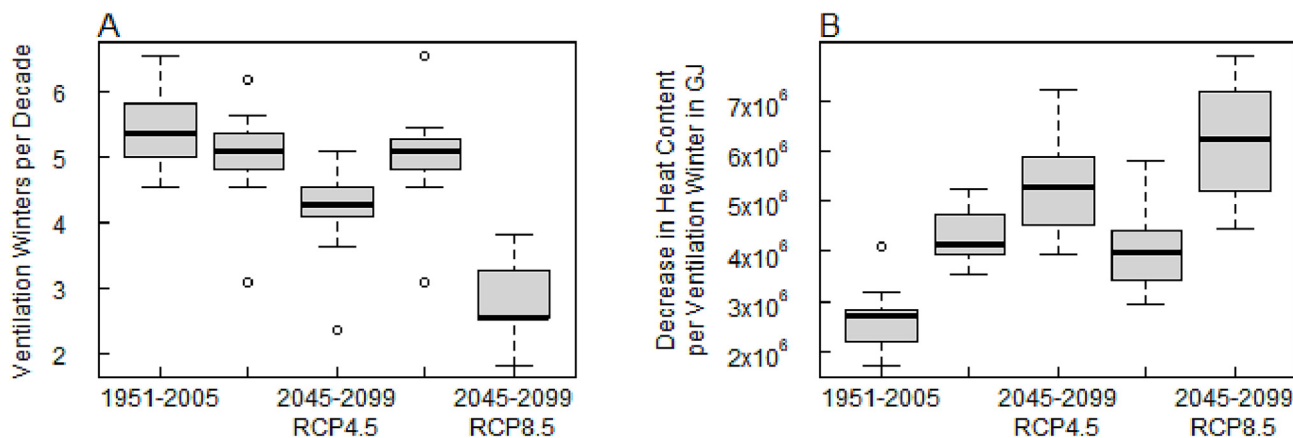 A
Ventilation Winters per Decade
6
5
4
3
2
1951-2005
2045-2099
RCP4.5
2045-2099
RCP8.5
B
Decrease in Heat Content
per Ventilation Winter in GJ
7x10⁶
6x10⁶
5x10⁶
4x10⁶
3x10⁶
2x10⁶
1951-2005
2045-2099
RCP4.5
2045-2099
RCP8.5